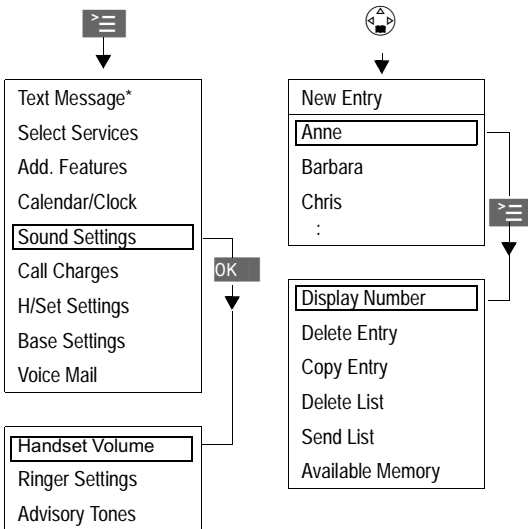 Text Message*
Select Services
Add. Features
Calendar/Clock
Sound Settings
Call Charges
H/Set Settings
Base Settings
Voice Mail
OK
Handset Volume
Ringer Settings
Advisory Tones
New Entry
Anne
Barbara
Chris
:
Display Number
Delete Entry
Copy Entry
Delete List
Send List
Available Memory